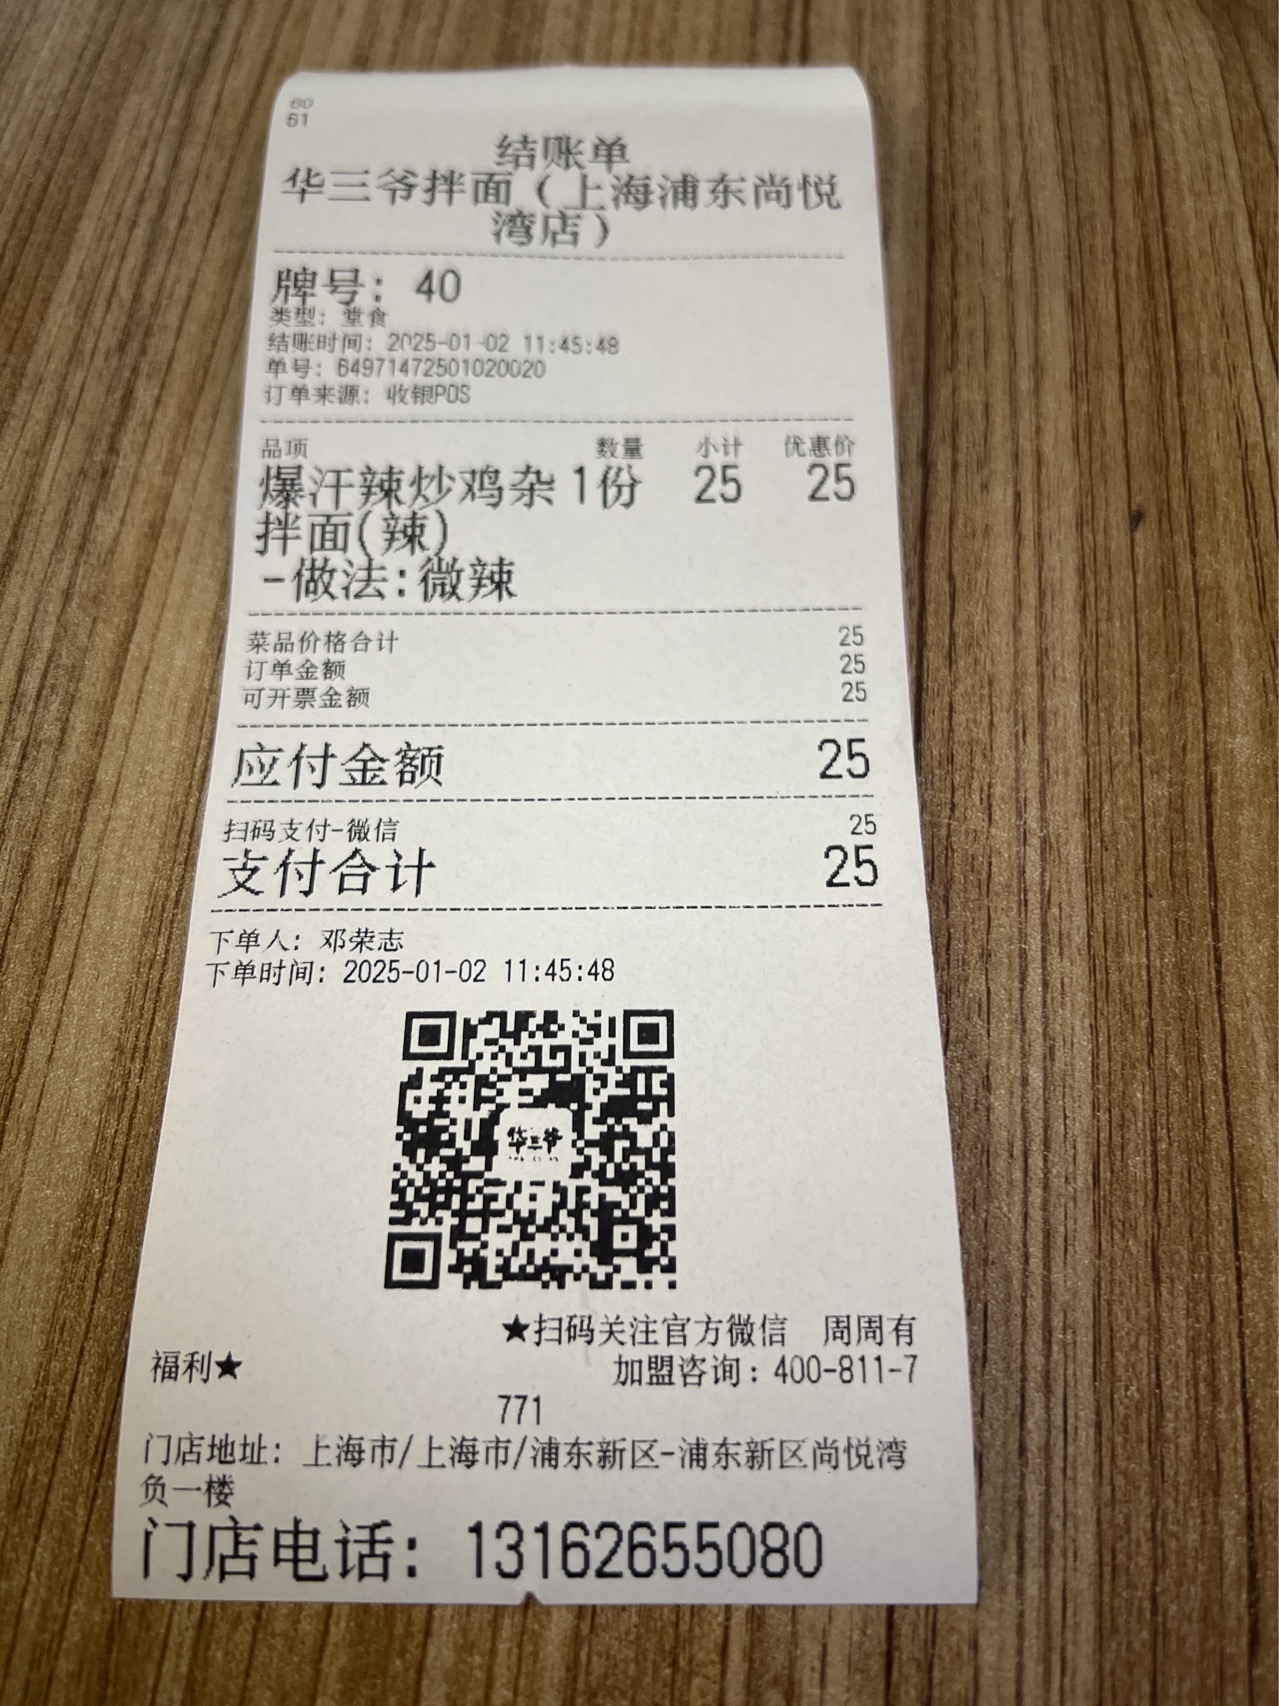 60
61
结账单
华三爷拌面（上海浦东尚悦
湾店）
牌号： 40
类型：堂食
结账时间：2025-01-02 11:45:48
单号：64971472501020020
订单来源：收银POS
品项 数量 小计 优惠价
爆汗辣炒鸡杂 1份 25 25
拌面(辣)
-做法:微辣
菜品价格合计 25
订单金额 25
可开票金额 25
应付金额 25
扫码支付-微信 25
支付合计 25
下单人：邓荣志
下单时间：2025-01-02 11:45:48
华三爷
★扫码关注官方微信 周周有
福利★ 加盟咨询：400-811-7
771
门店地址：上海市/上海市/浦东新区-浦东新区尚悦湾
负一楼
门店电话：13162655080